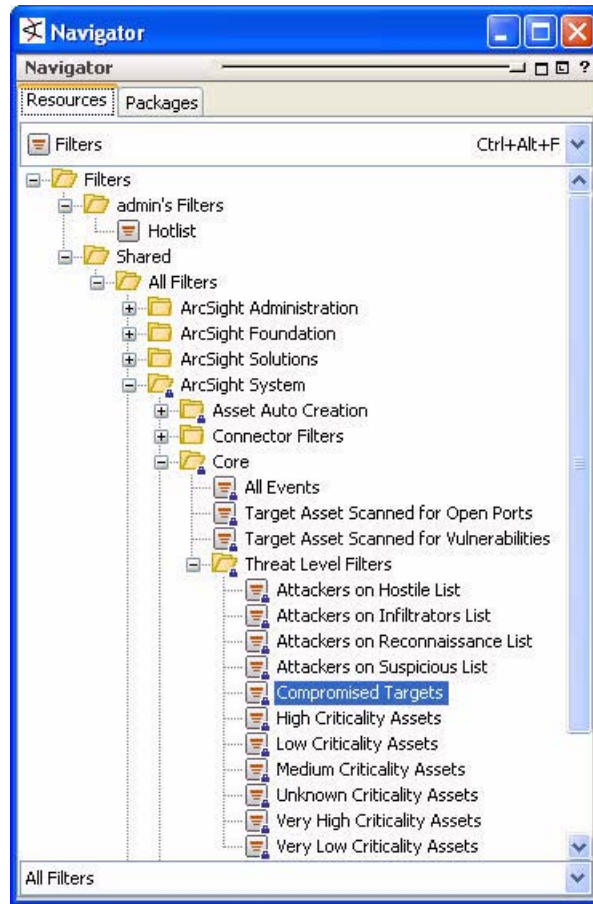 Navigator
Navigator ?
Resources Packages
Filters Ctrl+Alt+F
Filters
admin's Filters
Hotlist
Shared
All Filters
ArcSight Administration
ArcSight Foundation
ArcSight Solutions
ArcSight System
Asset Auto Creation
Connector Filters
Core
All Events
Target Asset Scanned for Open Ports
Target Asset Scanned for Vulnerabilities
Threat Level Filters
Attackers on Hostile List
Attackers on Infiltrators List
Attackers on Reconnaissance List
Attackers on Suspicious List
Compromised Targets
High Criticality Assets
Low Criticality Assets
Medium Criticality Assets
Unknown Criticality Assets
Very High Criticality Assets
Very Low Criticality Assets
All Filters